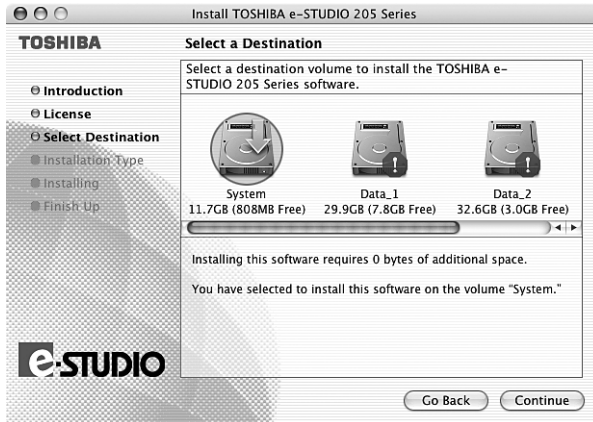 Install TOSHIBA e-STUDIO 205 Series
TOSHIBA
Select a Destination
Introduction
License
Select Destination
Installation Type
Installing
Finish Up
Select a destination volume to install the TOSHIBA e-
STUDIO 205 Series software.
System
11.7GB (808MB Free)
Data_1
29.9GB (7.8GB Free)
Data_2
32.6GB (3.0GB Free)
Installing this software requires 0 bytes of additional space.
You have selected to install this software on the volume “System.”
e-STUDIO
Go Back
Continue